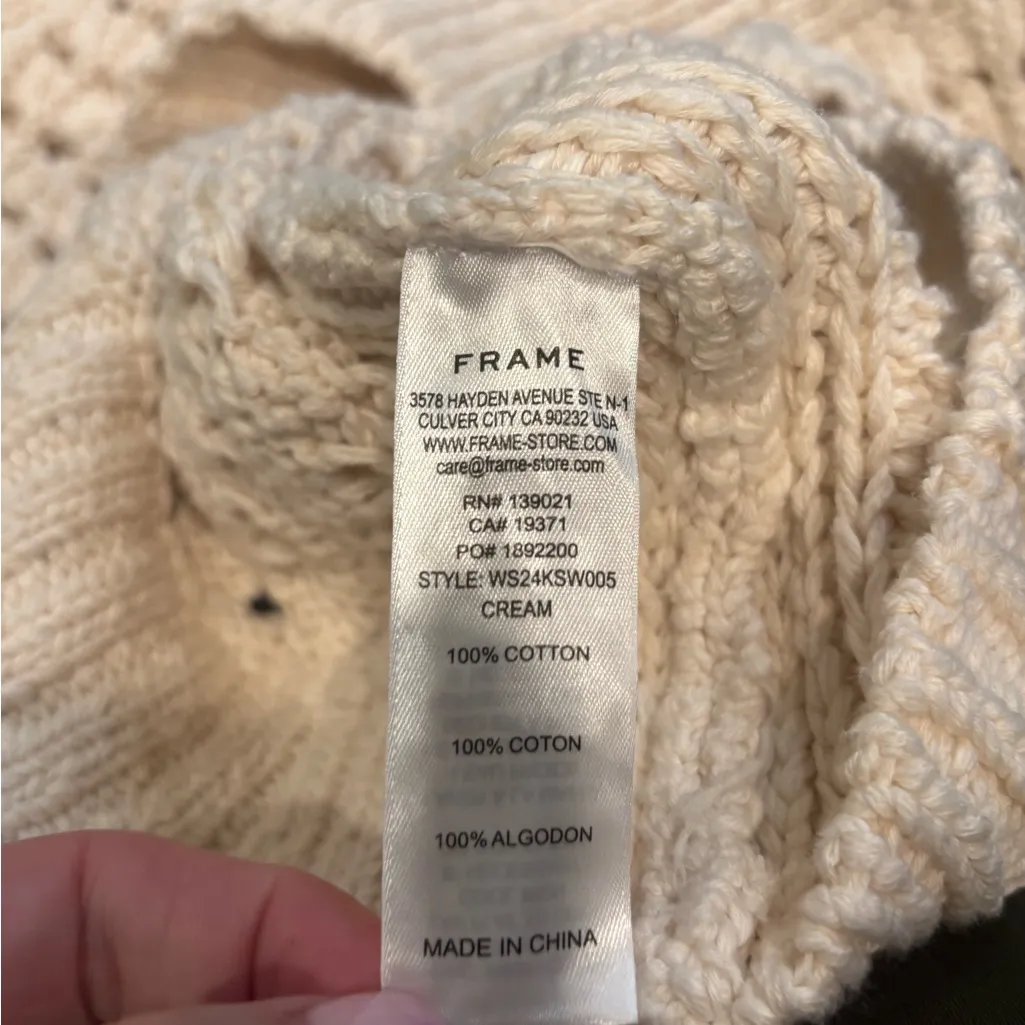 FRAME
3578 HAYDEN AVENUE STE N-1
CULVER CITY CA 90232 USA
WWW.FRAME-STORE.COM
care@frame-store.com
RN# 139021
CA# 19371
PO# 1892200
STYLE: WS24KSW005
CREAM
100% COTTON
100% COTON
100% ALGODON
MADE IN CHINA